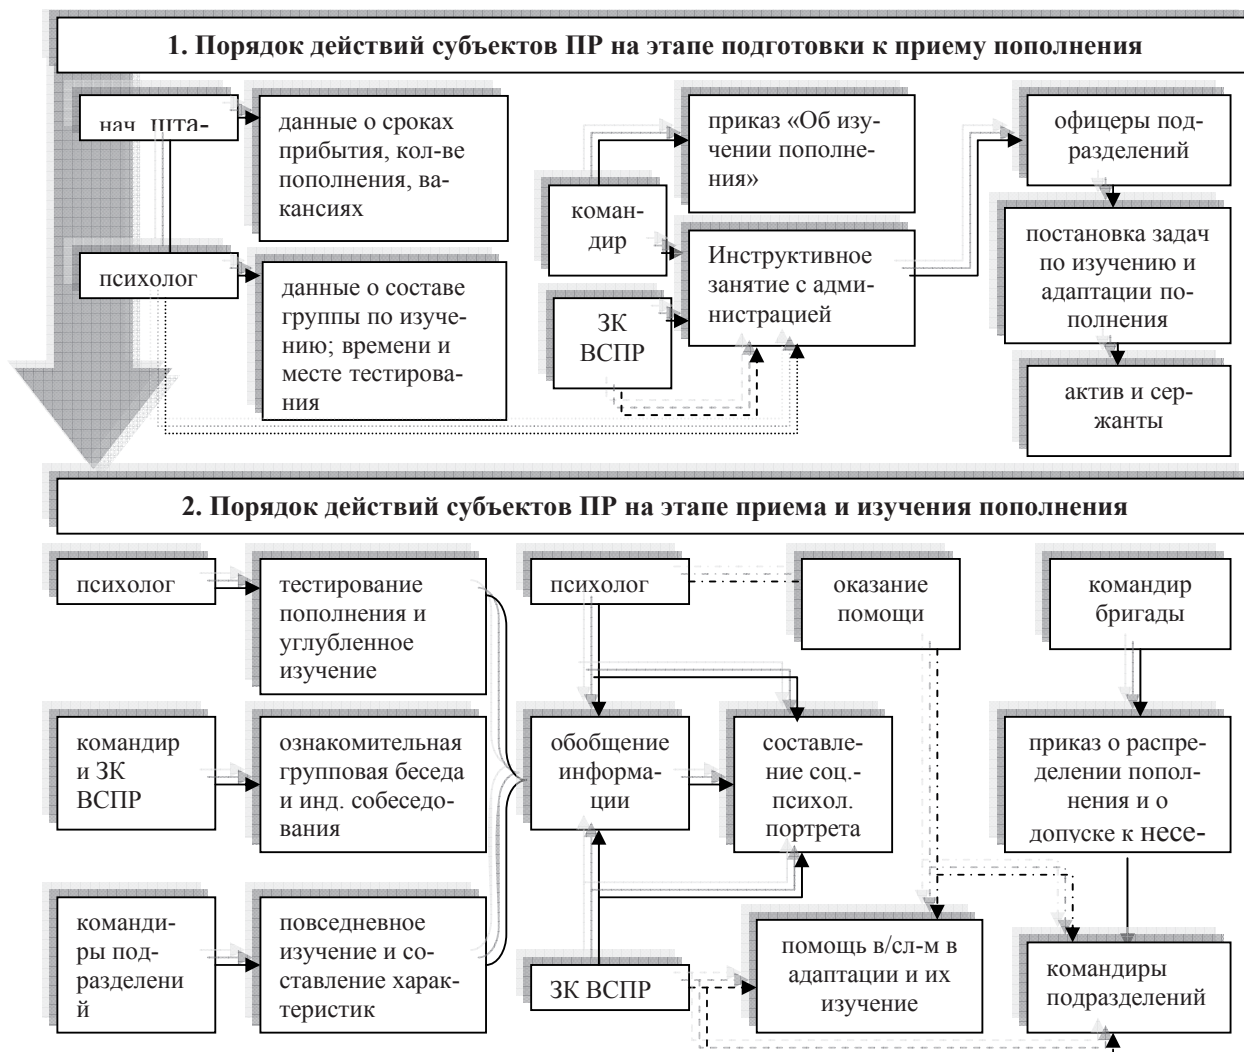 1. Порядок действий субъектов ПР на этапе подготовки к приему пополнения
нач. шта-
данные о сроках
прибытия, кол-ве
пополнения, ва-
кансиях
психолог
данные о составе
группы по изуче-
нию; времени и
месте тестирова-
ния
коман-
дир
ЗК
ВСПР
приказ «Об изу-
чении пополне-
ния»
Инструктивное
занятие с адми-
нистрацией
офицеры под-
разделений
постановка задач
по изучению и
адаптации по-
полнения
актив и сер-
жанты
2. Порядок действий субъектов ПР на этапе приема и изучения пополнения
психолог
тестирование
пополнения и
углубленное
изучение
командир
и ЗК
ВСПР
ознакомительная
групповая беседа
и инд. собеседо-
вания
команди-
ры под-
разделени
й
повседневное
изучение и со-
ставление харак-
теристик
психолог
оказание
помощи
обобщение
информа-
ции
составле-
ние соц.-
психол.
портрета
ЗК ВСПР
помощь в/сл-м в
адаптации и их
изучение
командир
бригады
приказ о распре-
делении попол-
нения и о
допуске к несе-
командиры
подразделений